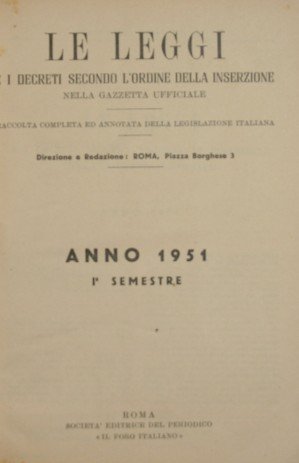 LE LEGGI
E I DECRETI SECONDO L'ORDINE DELLA INSERZIONE
NELLA GAZZETTA UFFICIALE
RACCOLTA COMPLETA ED ANNOTATA DELLA LEGISLAZIONE ITALIANA
Direzione e Redazione: ROMA, Piazza Borghese 3
ANNO 1951
I° SEMESTRE
ROMA
SOCIETA' EDITRICE DEL PERIODICO
«IL FORO ITALIANO»